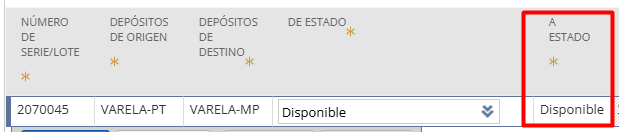 NÚMERO
DE
SERIE/LOTE
*
DEPÓSITOS
DE ORIGEN
*
DEPÓSITOS
DE
DESTINO*
DE ESTADO*
A
ESTADO
*
2070045 VARELA-PT VARELA-MP Disponible Disponible